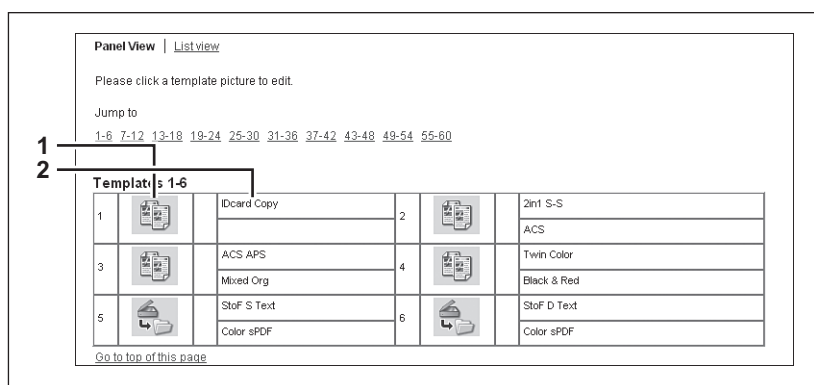 Panel View | List view
Please click a template picture to edit.
Jump to
1-6 7-12 13-18 19-24 25-30 31-36 37-42 43-48 49-54 55-60
1
2
Templates 1-6
1 IDcard Copy 2 2in1 S-S
ACS
3 ACS APS 4 Twin Color
Mixed Org Black & Red
5 StoF S Text 6 StoF D Text
Color sPDF Color sPDF
Go to top of this page